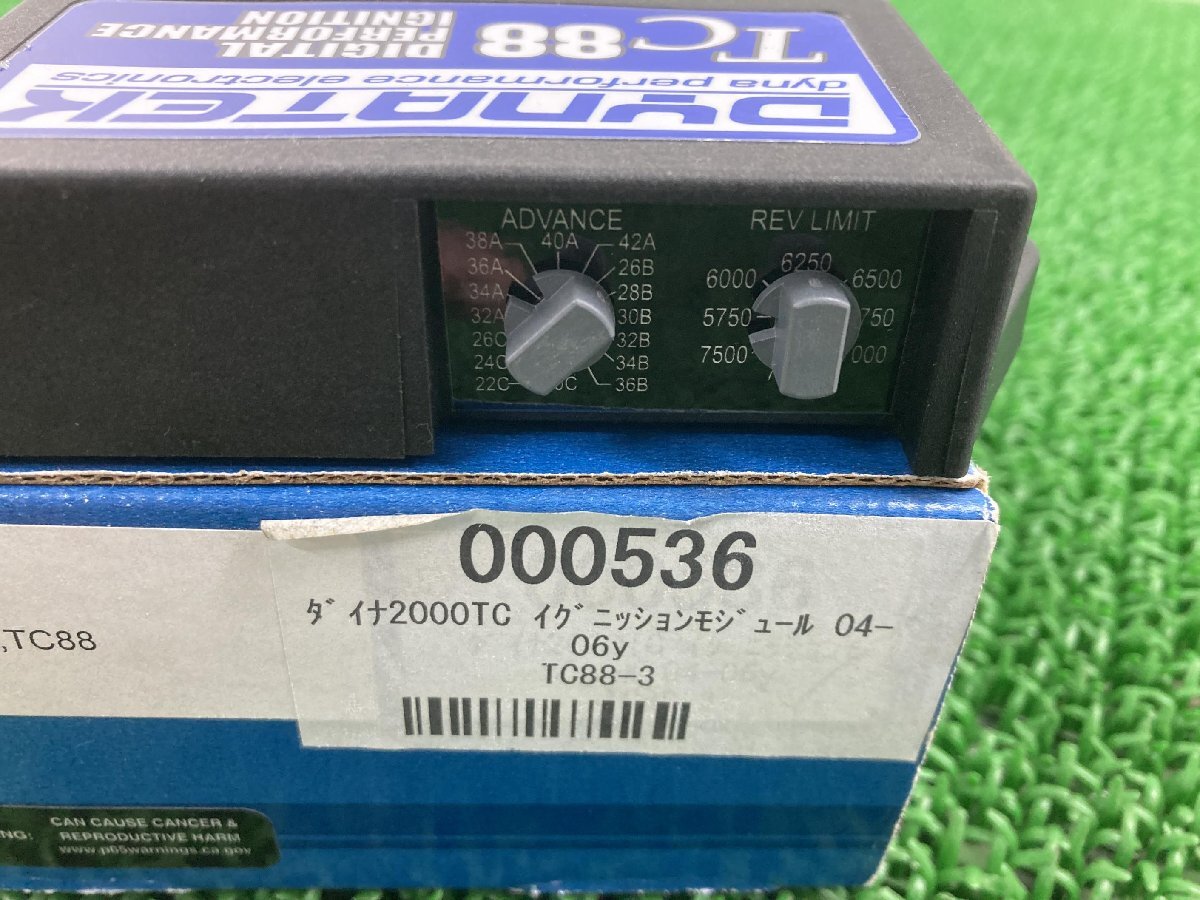 DYNATEK
dyna performance electronics
TC88
DIGITAL
PERFORMANCE
IGNITION
ADVANCE
38A 40A 42A
36A 26B
34A 28B
32A 30B
26C 32B
24C 34B
22C 36B
REV LIMIT
6000 6250 6500
5750
7500
000536
ﾀﾞｲﾅ2000TC ｲｸﾞﾆｯｼｮﾝﾓｼﾞｭｰﾙ 04-
06y
TC88-3
,TC88
CAN CAUSE CANCER &
REPRODUCTIVE HARM
www.p65warnings.ca.gov